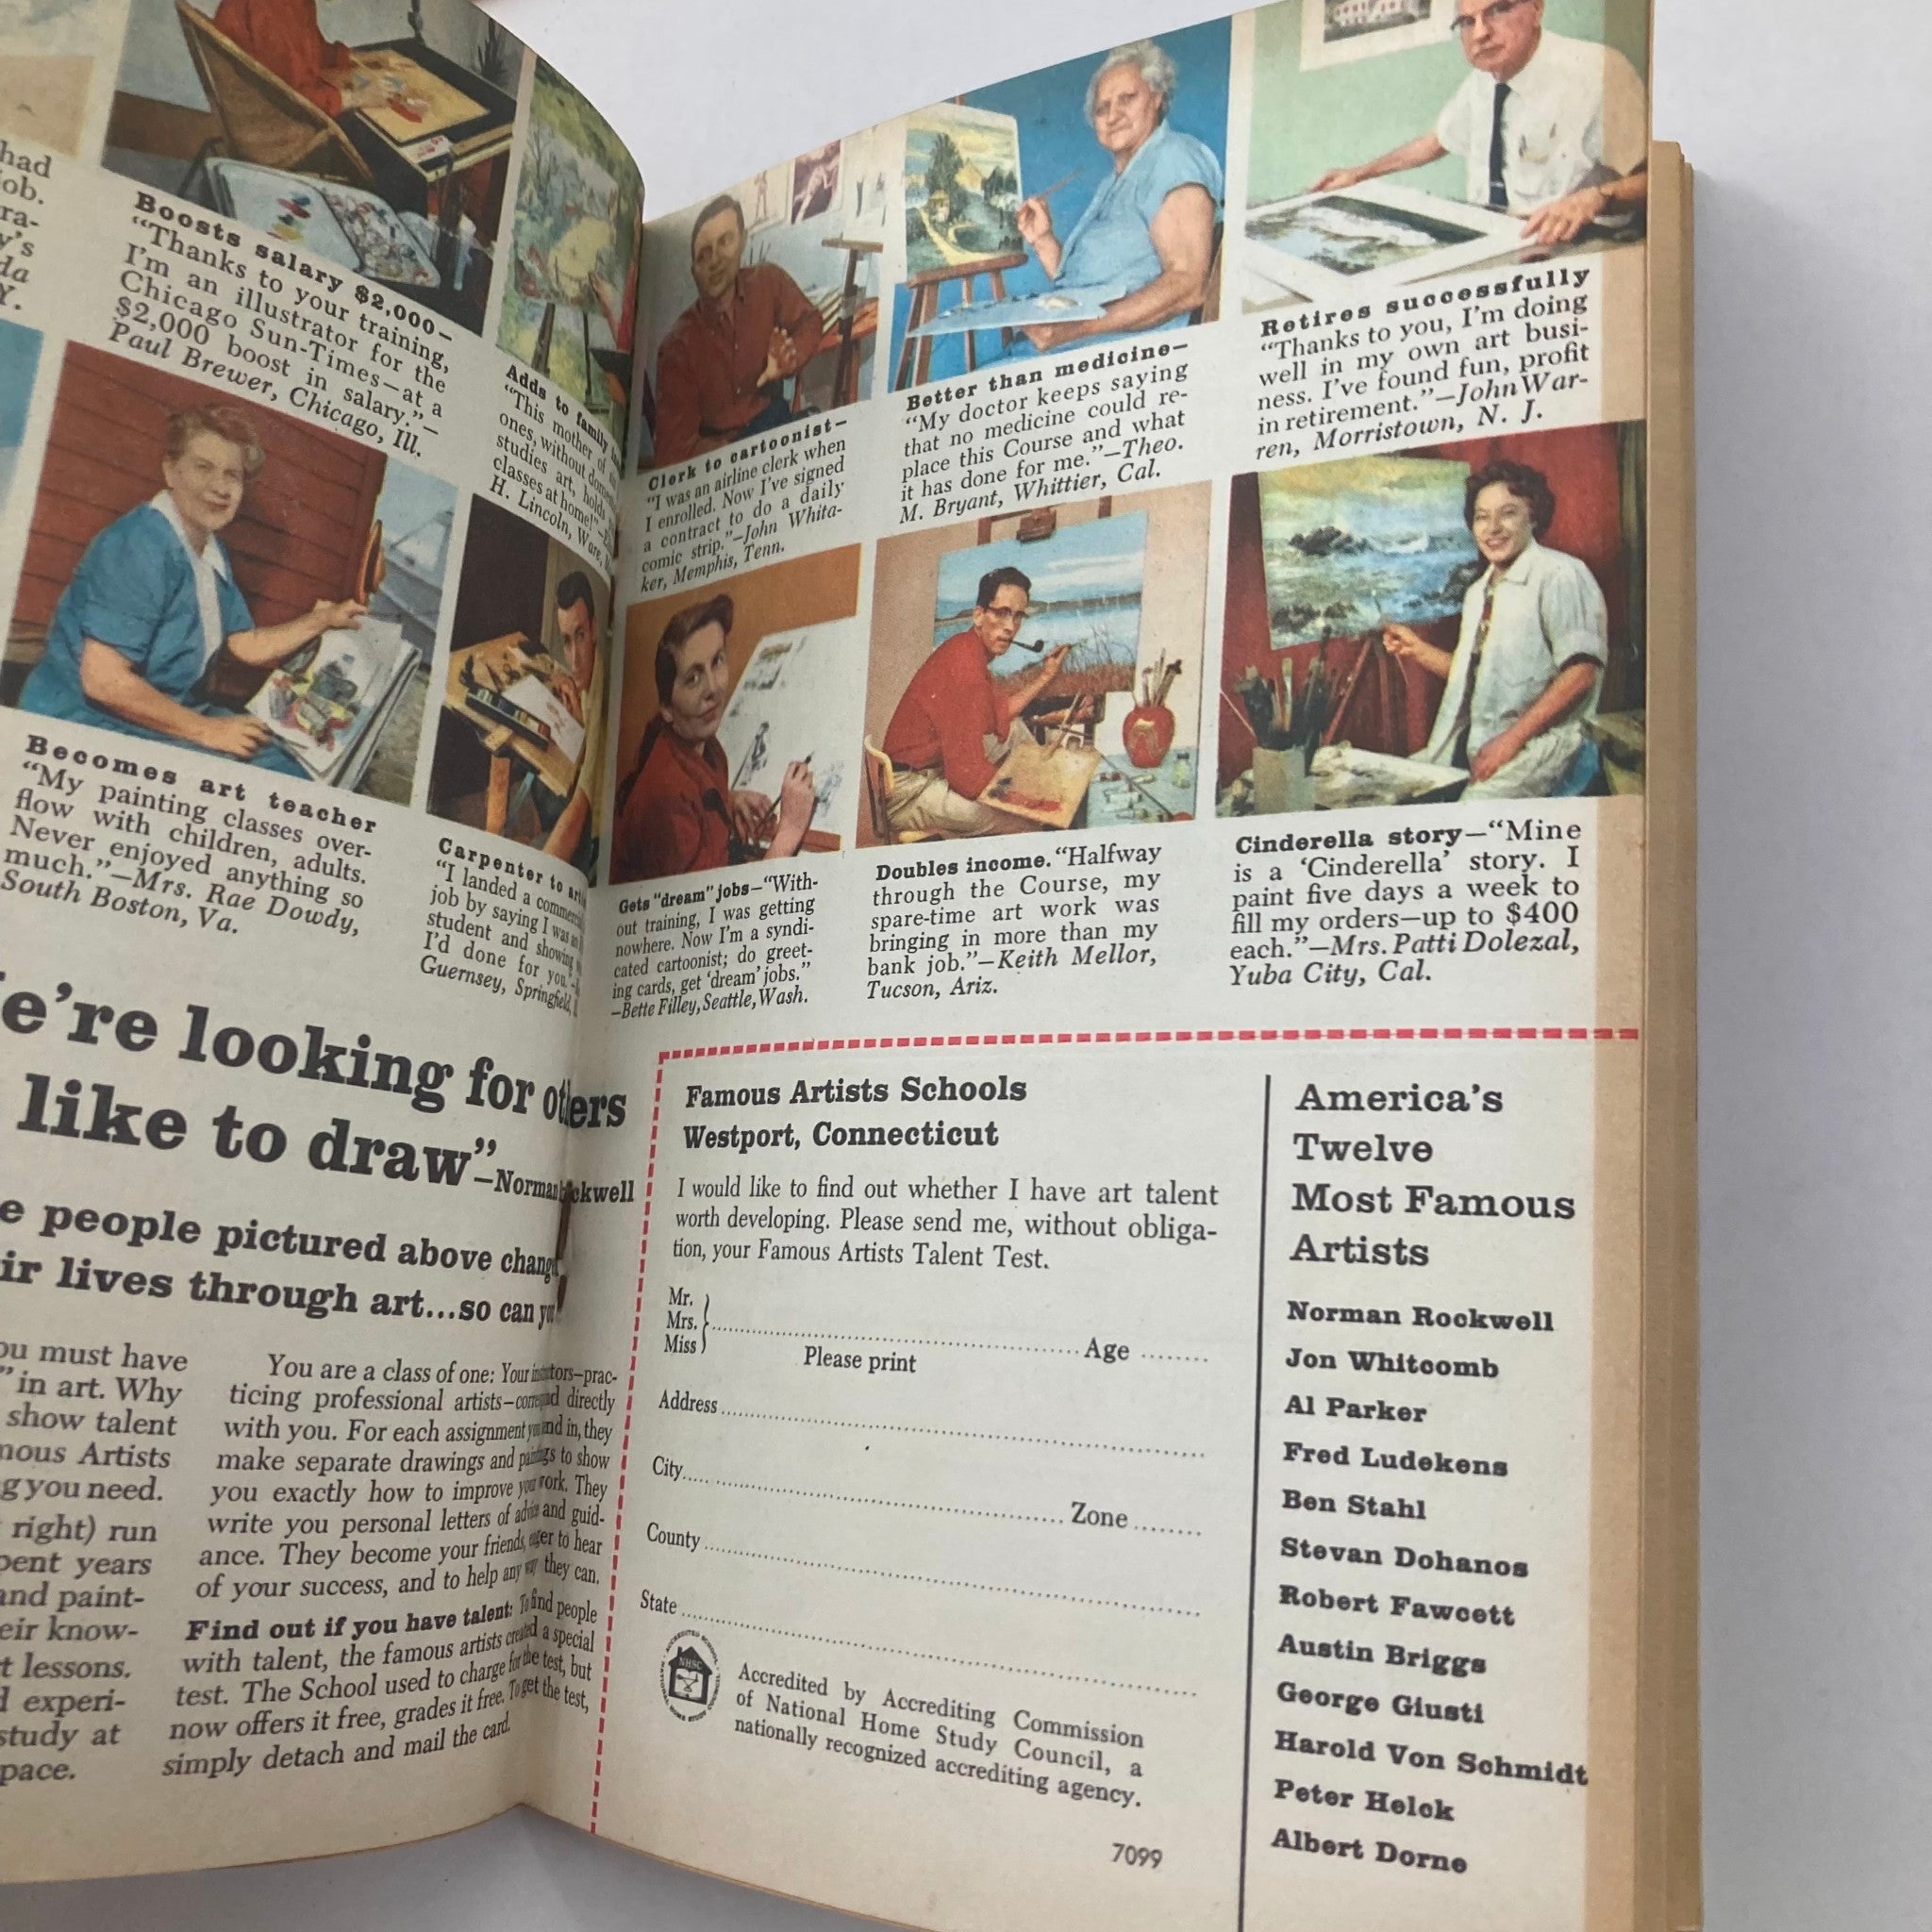 had
ob.
ra-
y's
da
Y.
Boosts salary $2,000—
“Thanks to your training,
I'm an illustrator for the
Chicago Sun-Times—at a
$2,000 boost in salary.”—
Paul Brewer, Chicago, Ill.
Adds to family
“This mother of
ones, without
studies art, holds
classes at home!”
H. Lincoln, Ware,
Clerk to cartoonist—
“I was an airline clerk when
I enrolled. Now I've signed
a contract to do a daily
comic strip.”—John Whita-
ker, Memphis, Tenn.
Better than medicine—
“My doctor keeps saying
that no medicine could re-
place this Course and what
it has done for me.”—Theo.
M. Bryant, Whittier, Cal.
Retires successfully
“Thanks to you, I'm doing
well in my own art busi-
ness. I've found fun, profit
in retirement.”—John War-
ren, Morristown, N. J.
Becomes art teacher
“My painting classes over-
flow with children, adults.
Never enjoyed anything so
much.”—Mrs. Rae Dowdy,
South Boston, Va.
Carpenter to
“I landed a
job by saying I was
student and showing
I'd done for you.”
Guernsey, Springfield,
Gets “dream” jobs—“With-
out training, I was getting
nowhere. Now I'm a syndi-
cated cartoonist; do greet-
ing cards, get ‘dream’ jobs.”
—Bette Filley, Seattle, Wash.
Doubles income. “Halfway
through the Course, my
spare-time art work was
bringing in more than my
bank job.”—Keith Mellor,
Tucson, Ariz.
Cinderella story—“Mine
is a ‘Cinderella’ story. I
paint five days a week to
fill my orders—up to $400
each.”—Mrs. Patti Dolezal,
Yuba City, Cal.
e're looking for others
like to draw”
—Norman Rockwell
e people pictured above
ir lives through art...so can
ou must have
” in art. Why
show talent
mous Artists
g you need.
right) run
pent years
and paint-
eir know-
t lessons.
d experi-
study at
pace.
You are a class of one: Your instructors—prac-
ticing professional artists—correspond directly
with you. For each assignment you send in, they
make separate drawings and paintings to show
you exactly how to improve your work. They
write you personal letters of advice and guid-
ance. They become your friends, eager to hear
of your success, and to help any way they can.
Find out if you have talent: To find people
with talent, the famous artists created a special
test. The School used to charge for the test, but
now offers it free, grades it free. To get the test,
simply detach and mail the card.
Famous Artists Schools
Westport, Connecticut
I would like to find out whether I have art talent
worth developing. Please send me, without obliga-
tion, your Famous Artists Talent Test.
Mr.
Mrs.
Miss
Age
Please print
Address
City
Zone
County
State
NHSC
Accredited by Accrediting Commission
of National Home Study Council, a
nationally recognized accrediting agency.
7099
America's
Twelve
Most Famous
Artists
Norman Rockwell
Jon Whitcomb
Al Parker
Fred Ludekens
Ben Stahl
Stevan Dohanos
Robert Fawcett
Austin Briggs
George Giusti
Harold Von Schmidt
Peter Helck
Albert Dorne